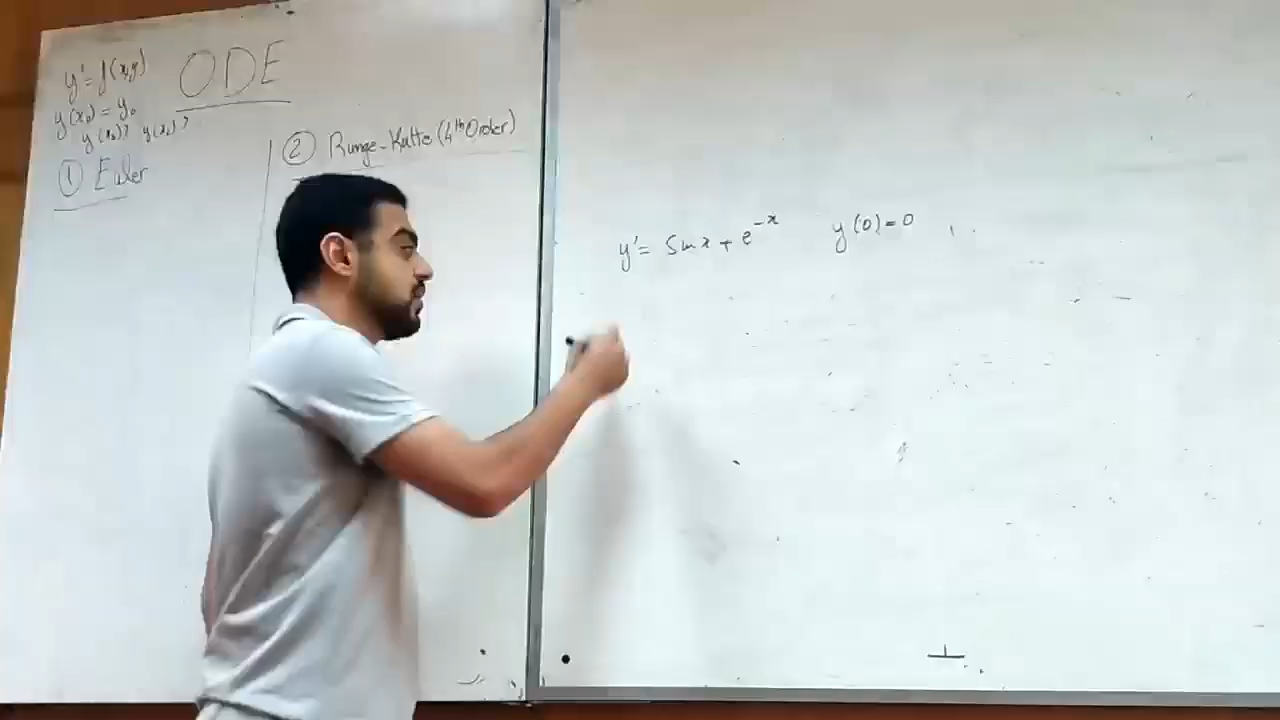 ODE
y' = f(x,y)
y(x₀) = y₀
y(x₁)? y(x₂)?
① Euler
② Runge-Kutta (4th Order)
y' = Sin x + e^-x y(0)=0